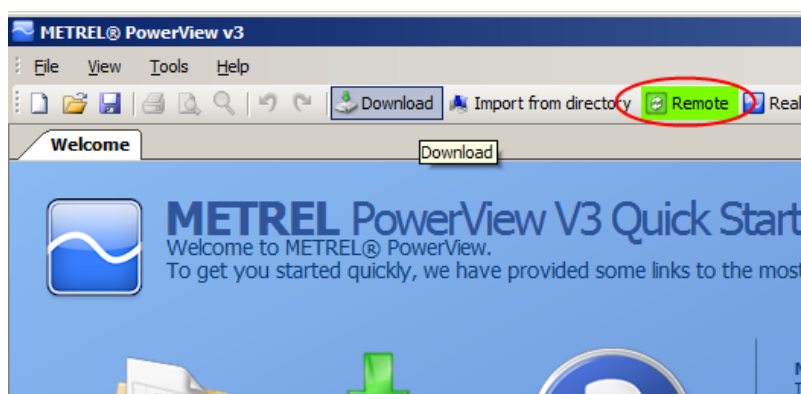 METREL® PowerView v3
File View Tools Help
Download Import from directory Remote Real
Welcome
Download
METREL PowerView V3 Quick Start
Welcome to METREL® PowerView.
To get you started quickly, we have provided some links to the most